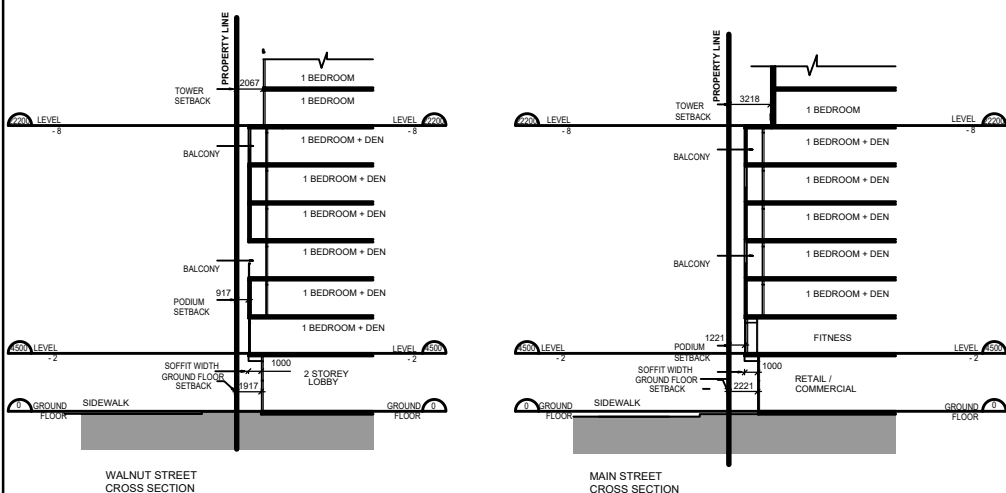 PROPERTY LINE
2067
TOWER
SETBACK
1 BEDROOM
1 BEDROOM
2200 LEVEL
- 8
LEVEL 2200
- 8
1 BEDROOM + DEN
BALCONY
1 BEDROOM + DEN
1 BEDROOM + DEN
1 BEDROOM + DEN
BALCONY
917
PODIUM
SETBACK
1 BEDROOM + DEN
1 BEDROOM + DEN
4500 LEVEL
- 2
LEVEL 4500
- 2
SOFFIT WIDTH
1000
GROUND FLOOR
SETBACK
1917
2 STOREY
LOBBY
0 GROUND
FLOOR
SIDEWALK
GROUND 0
FLOOR
WALNUT STREET
CROSS SECTION
PROPERTY LINE
3218
TOWER
SETBACK
1 BEDROOM
2200 LEVEL
- 8
LEVEL 2200
- 8
1 BEDROOM + DEN
BALCONY
1 BEDROOM + DEN
1 BEDROOM + DEN
1 BEDROOM + DEN
BALCONY
1 BEDROOM + DEN
1221
FITNESS
4500 LEVEL
- 2
PODIUM
SETBACK
LEVEL 4500
- 2
SOFFIT WIDTH
1000
GROUND FLOOR
SETBACK
2221
RETAIL /
COMMERCIAL
0 GROUND
FLOOR
SIDEWALK
GROUND 0
FLOOR
MAIN STREET
CROSS SECTION